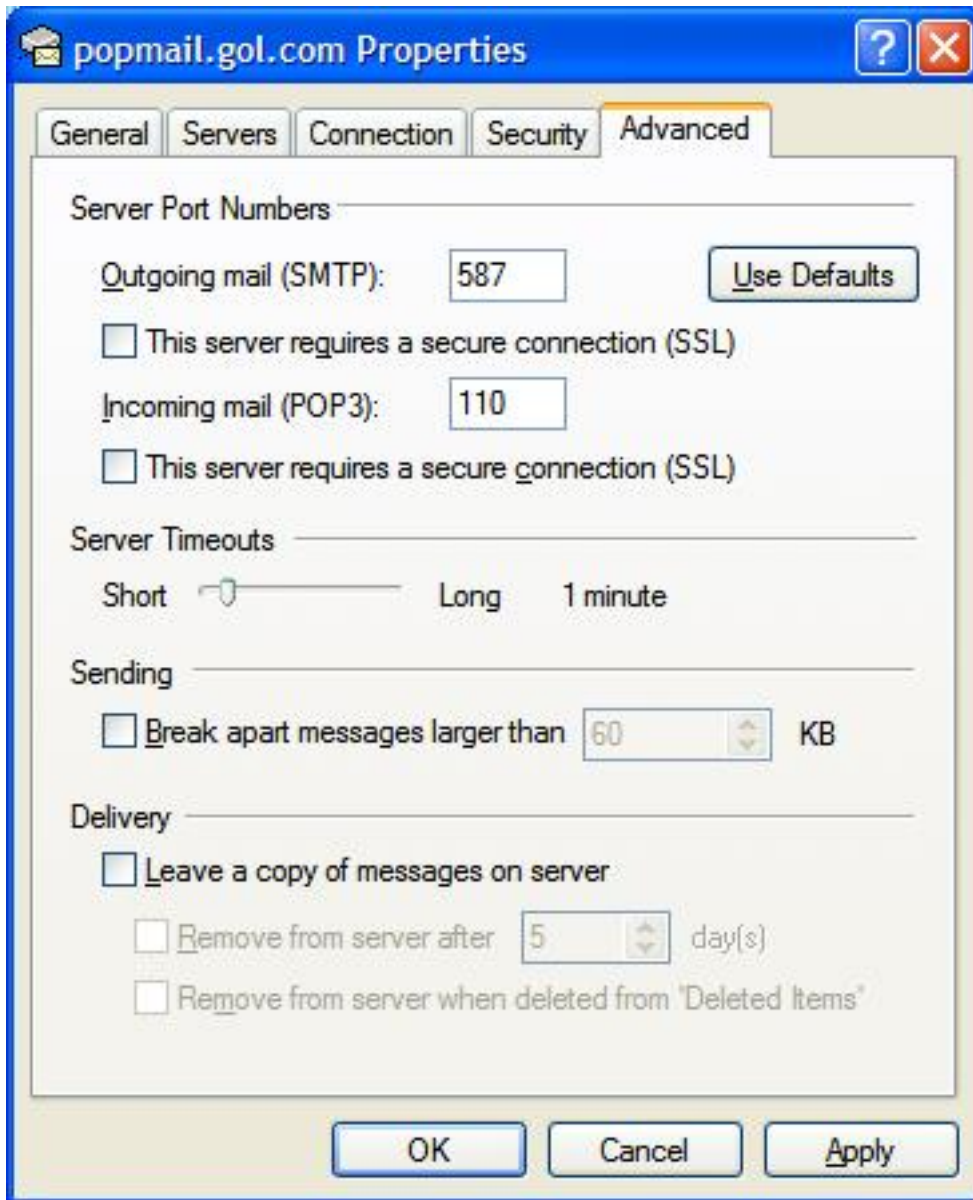 popmail.gol.com Properties
General Servers Connection Security Advanced
Server Port Numbers
Outgoing mail (SMTP): 587 Use Defaults
This server requires a secure connection (SSL)
Incoming mail (POP3): 110
This server requires a secure connection (SSL)
Server Timeouts
Short Long 1 minute
Sending
Break apart messages larger than 60 KB
Delivery
Leave a copy of messages on server
Remove from server after 5 day(s)
Remove from server when deleted from "Deleted Items"
OK Cancel Apply